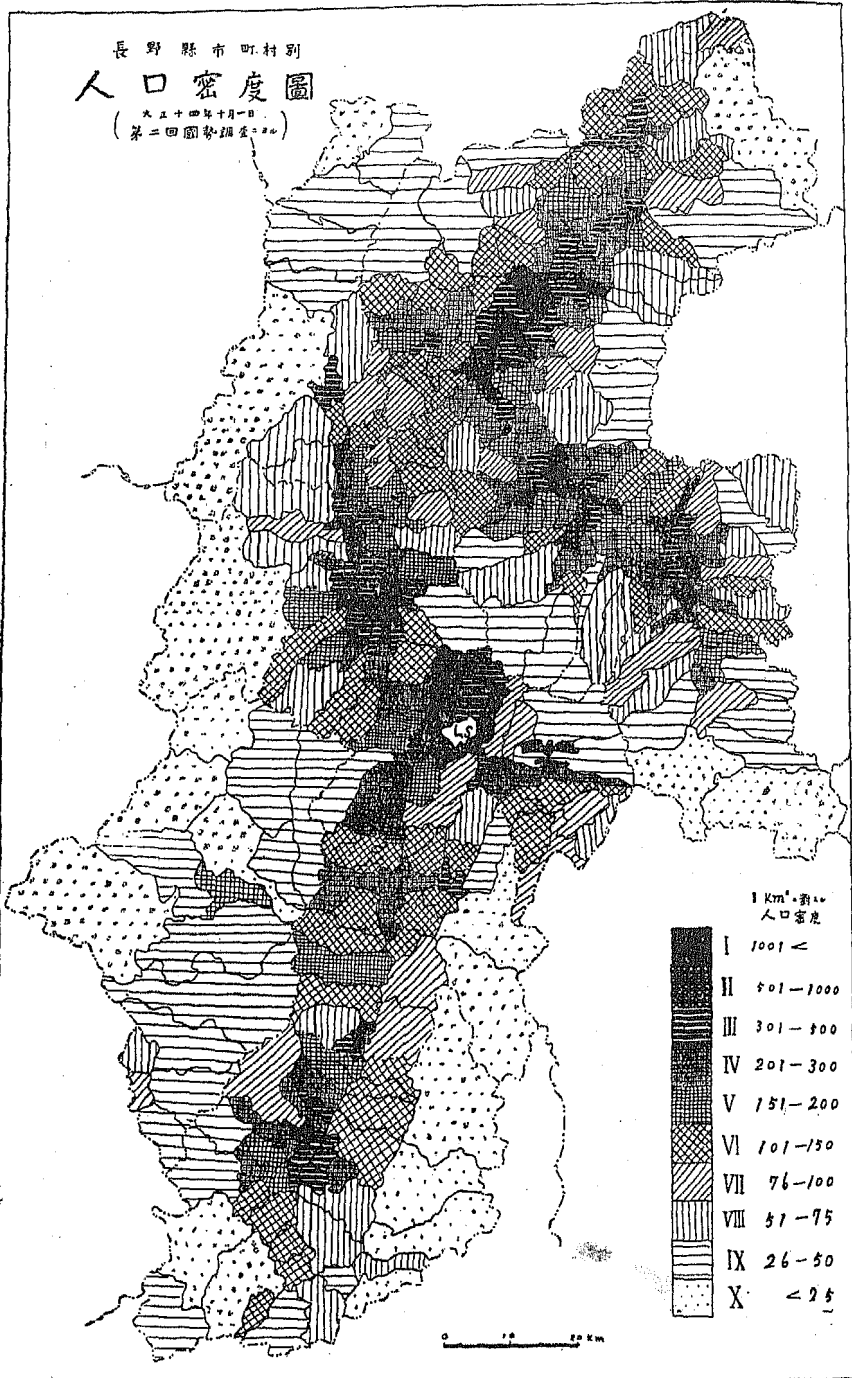 長野縣市町村別
人口密度圖
(大正十四年十月一日
第二回國勢調査ニヨル)
L.S
1 Km² ニ對スル
人口密度
I 1001 <
II 501-1000
III 301-500
IV 201-300
V 151-200
VI 101-150
VII 76-100
VIII 51-75
IX 26-50
X < 25
0 10 20 KM